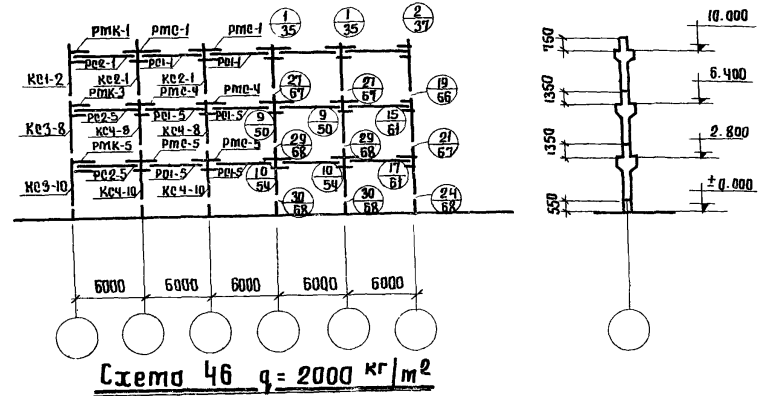 РМК-1 РМС-1 РМС-1 1/35 1/35 2/37
РС2-1 РС1-1 РС1-1
КС1-2 КС2-1 КС2-1
РМК-3 РМС-4 РМС-4 27/67 27/67 19/66
РС2-5 РС1-5 РС1-5 9/50 9/50 15/61
КС3-8 КС4-8 КС4-8
РМК-5 РМС-5 РМС-5 29/68 29/68 21/67
РС2-5 РС1-5 РС1-5 10/54 10/54 17/61
КС9-10 КС4-10 КС4-10
30/68 30/68 24/68
6000 6000 6000 6000 6000
750 10.000
1350 6.400
1350 2.800
550 ±0.000
Схема 46 q= 2000 кг/m²